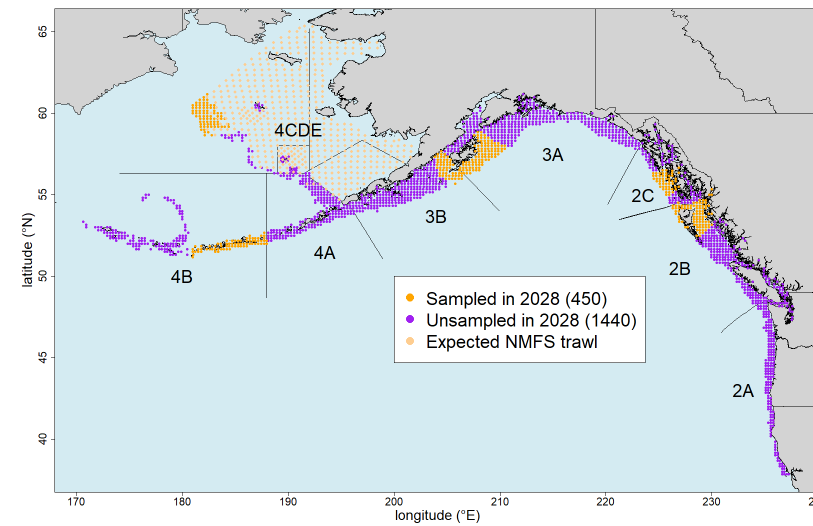 65
60
55
50
45
40
latitude (°N)
4CDE
3A
2C
3B
4A
4B
2B
2A
Sampled in 2028 (450)
Unsampled in 2028 (1440)
Expected NMFS trawl
170 180 190 200 210 220 230
longitude (°E)